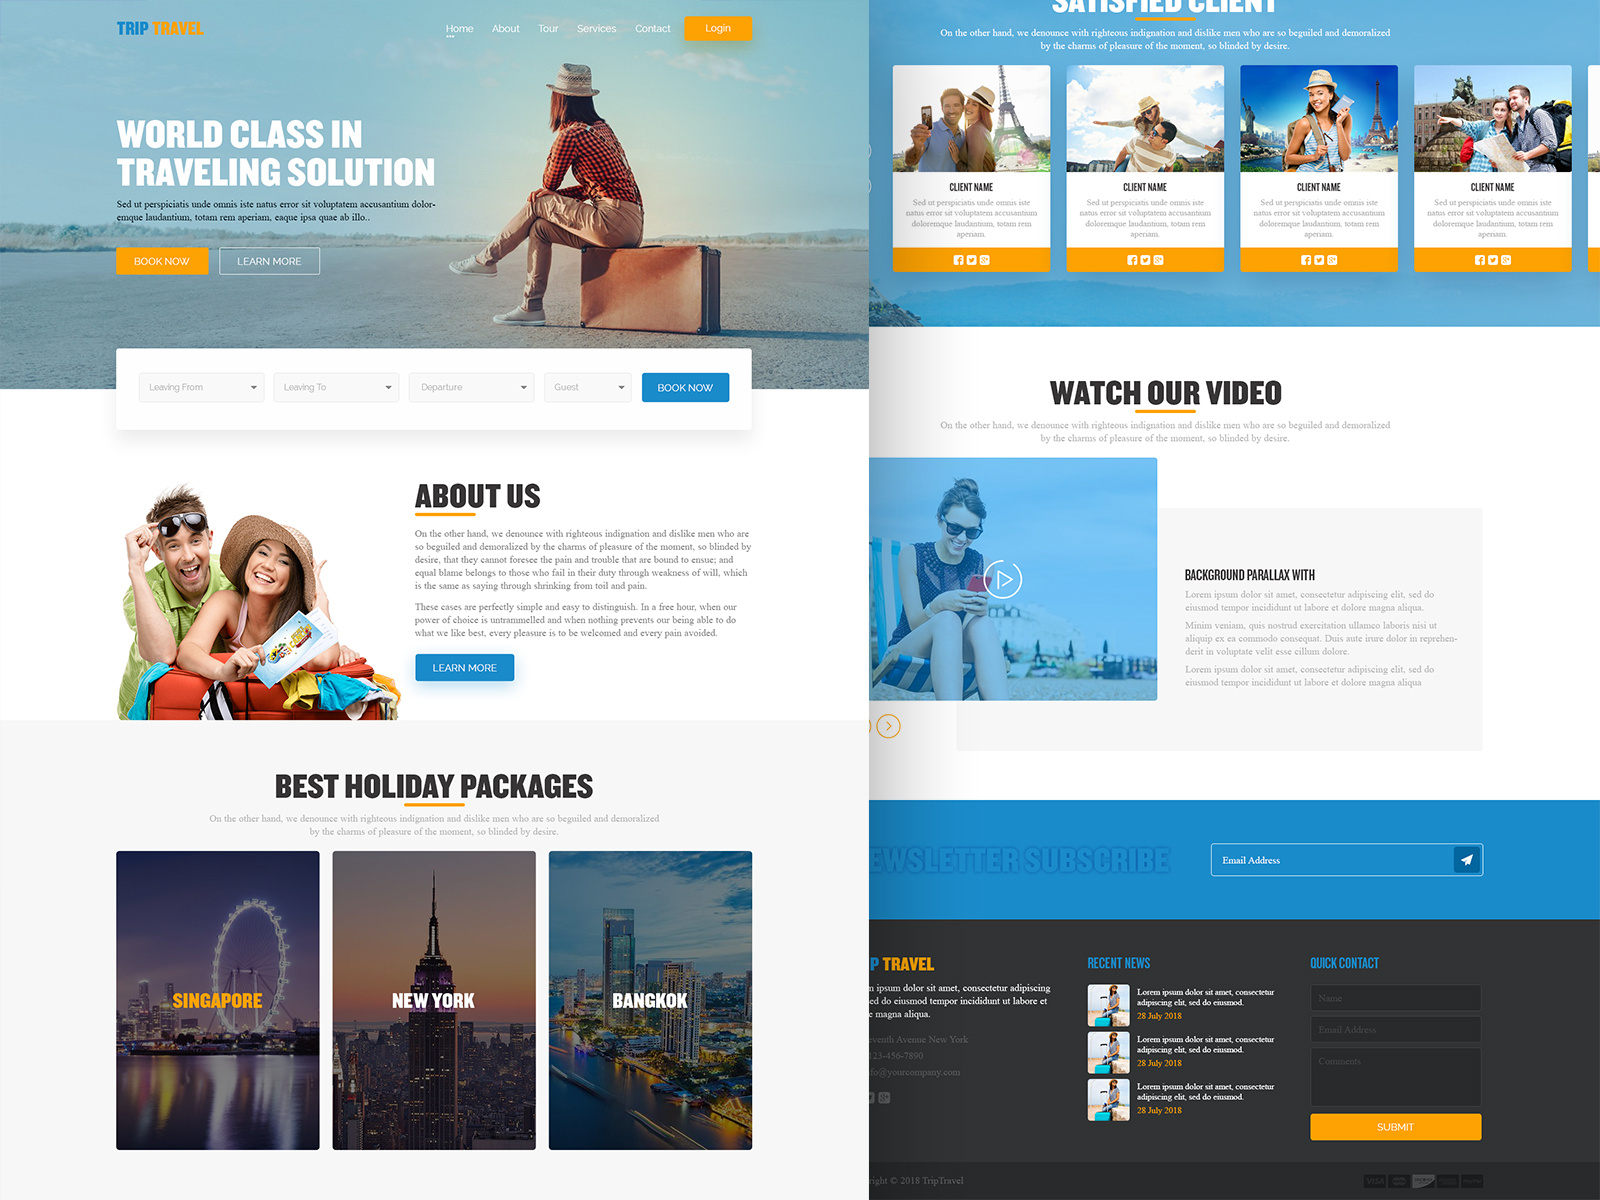 TRIP TRAVEL
Home About Tour Services Contact Login
WORLD CLASS IN
TRAVELING SOLUTION
Sed ut perspiciatis unde omnis iste natus error sit voluptatem accusantium dolor-
emque laudantium, totam rem aperiam, eaque ipsa quae ab illo..
BOOK NOW LEARN MORE
Leaving From Leaving To Departure Guest BOOK NOW
ABOUT US
On the other hand, we denounce with righteous indignation and dislike men who are
so beguiled and demoralized by the charms of pleasure of the moment, so blinded by
desire, that they cannot foresee the pain and trouble that are bound to ensue; and
equal blame belongs to those who fail in their duty through weakness of will, which
is the same as saying through shrinking from toil and pain.
These cases are perfectly simple and easy to distinguish. In a free hour, when our
power of choice is untrammelled and when nothing prevents our being able to do
what we like best, every pleasure is to be welcomed and every pain avoided.
LEARN MORE
BEST HOLIDAY PACKAGES
On the other hand, we denounce with righteous indignation and dislike men who are so beguiled and demoralized
by the charms of pleasure of the moment, so blinded by desire.
SINGAPORE
NEW YORK
BANGKOK
SATISFIED CLIENT
On the other hand, we denounce with righteous indignation and dislike men who are so beguiled and demoralized
by the charms of pleasure of the moment, so blinded by desire.
CLIENT NAME
Sed ut perspiciatis unde omnis iste
natus error sit voluptatem accusantium
doloremque laudantium, totam rem
aperiam.
CLIENT NAME
Sed ut perspiciatis unde omnis iste
natus error sit voluptatem accusantium
doloremque laudantium, totam rem
aperiam.
CLIENT NAME
Sed ut perspiciatis unde omnis iste
natus error sit voluptatem accusantium
doloremque laudantium, totam rem
aperiam.
CLIENT NAME
Sed ut perspiciatis unde omnis iste
natus error sit voluptatem accusantium
doloremque laudantium, totam rem
aperiam.
WATCH OUR VIDEO
On the other hand, we denounce with righteous indignation and dislike men who are so beguiled and demoralized
by the charms of pleasure of the moment, so blinded by desire.
BACKGROUND PARALLAX WITH
Lorem ipsum dolor sit amet, consectetur adipiscing elit, sed do
eiusmod tempor incididunt ut labore et dolore magna aliqua.
Minim veniam, quis nostrud exercitation ullamco laboris nisi ut
aliquip ex ea commodo consequat. Duis aute irure dolor in reprehen-
derit in voluptate velit esse cillum dolore.
Lorem ipsum dolor sit amet, consectetur adipiscing elit, sed do
eiusmod tempor incididunt ut labore et dolore magna aliqua
EWSLETTER SUBSCRIBE
Email Address
P TRAVEL
m ipsum dolor sit amet, consectetur adipiscing
ed do eiusmod tempor incididunt ut labore et
e magna aliqua.
eventh Avenue New York
123-456-7890
fo@yourcompany.com
RECENT NEWS
Lorem ipsum dolor sit amet, consectetur
adipiscing elit, sed do eiusmod.
28 July 2018
Lorem ipsum dolor sit amet, consectetur
adipiscing elit, sed do eiusmod.
28 July 2018
Lorem ipsum dolor sit amet, consectetur
adipiscing elit, sed do eiusmod.
28 July 2018
QUICK CONTACT
Name
Email Address
Comments
SUBMIT
right © 2018 TripTravel
VISA